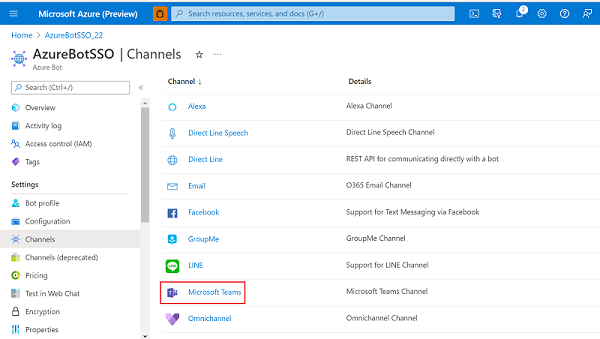 Microsoft Azure (Preview)
Search resources, services, and docs (G+/)
2
Home > AzureBotSSO_22
AzureBotSSO | Channels
Azure Bot
Search (Ctrl+/)
Overview
Activity log
Access control (IAM)
Tags
Settings
Bot profile
Configuration
Channels
Channels (deprecated)
Pricing
Test in Web Chat
Encryption
Properties
Channel ↓ Details
Alexa Alexa Channel
Direct Line Speech Direct Line Speech Channel
Direct Line REST API for communicating directly with a bot
Email O365 Email Channel
Facebook Support for Text Messaging via Facebook
GroupMe GroupMe Channel
LINE LINE Support for LINE Channel
Microsoft Teams Microsoft Teams Channel
Omnichannel Omnichannel Channel